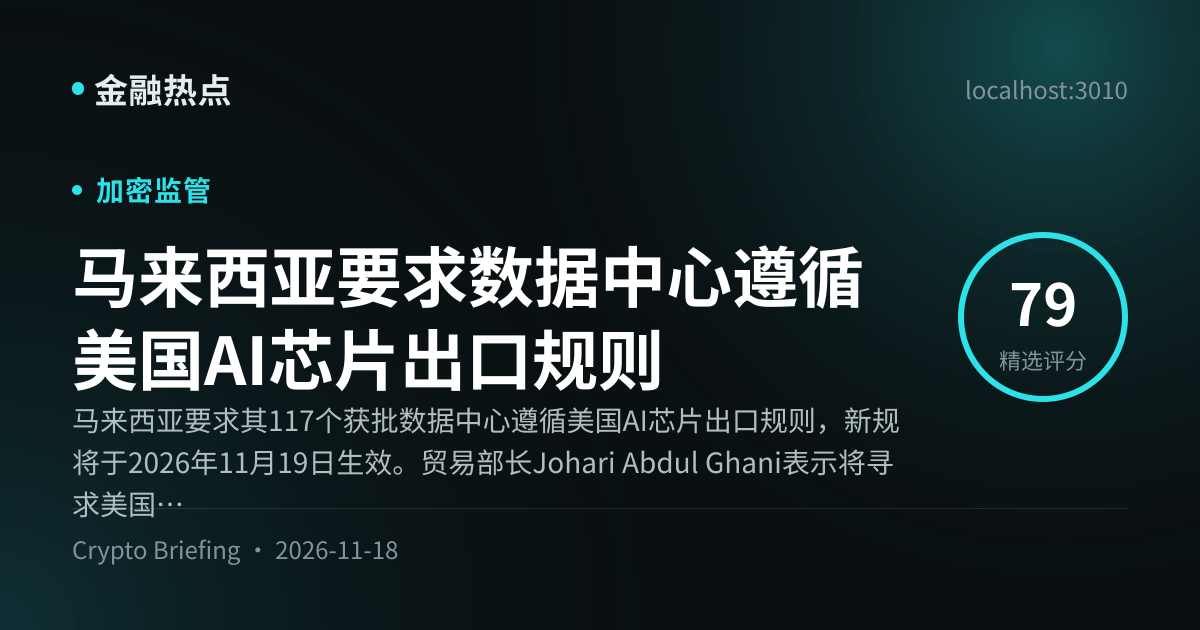 金融热点
localhost:3010
加密监管
马来西亚要求数据中心遵循
美国AI芯片出口规则
79
精选评分
马来西亚要求其117个获批数据中心遵循美国AI芯片出口规则，新规
将于2026年11月19日生效。贸易部长Johari Abdul Ghani表示将寻
求美国…
Crypto Briefing · 2026-11-18